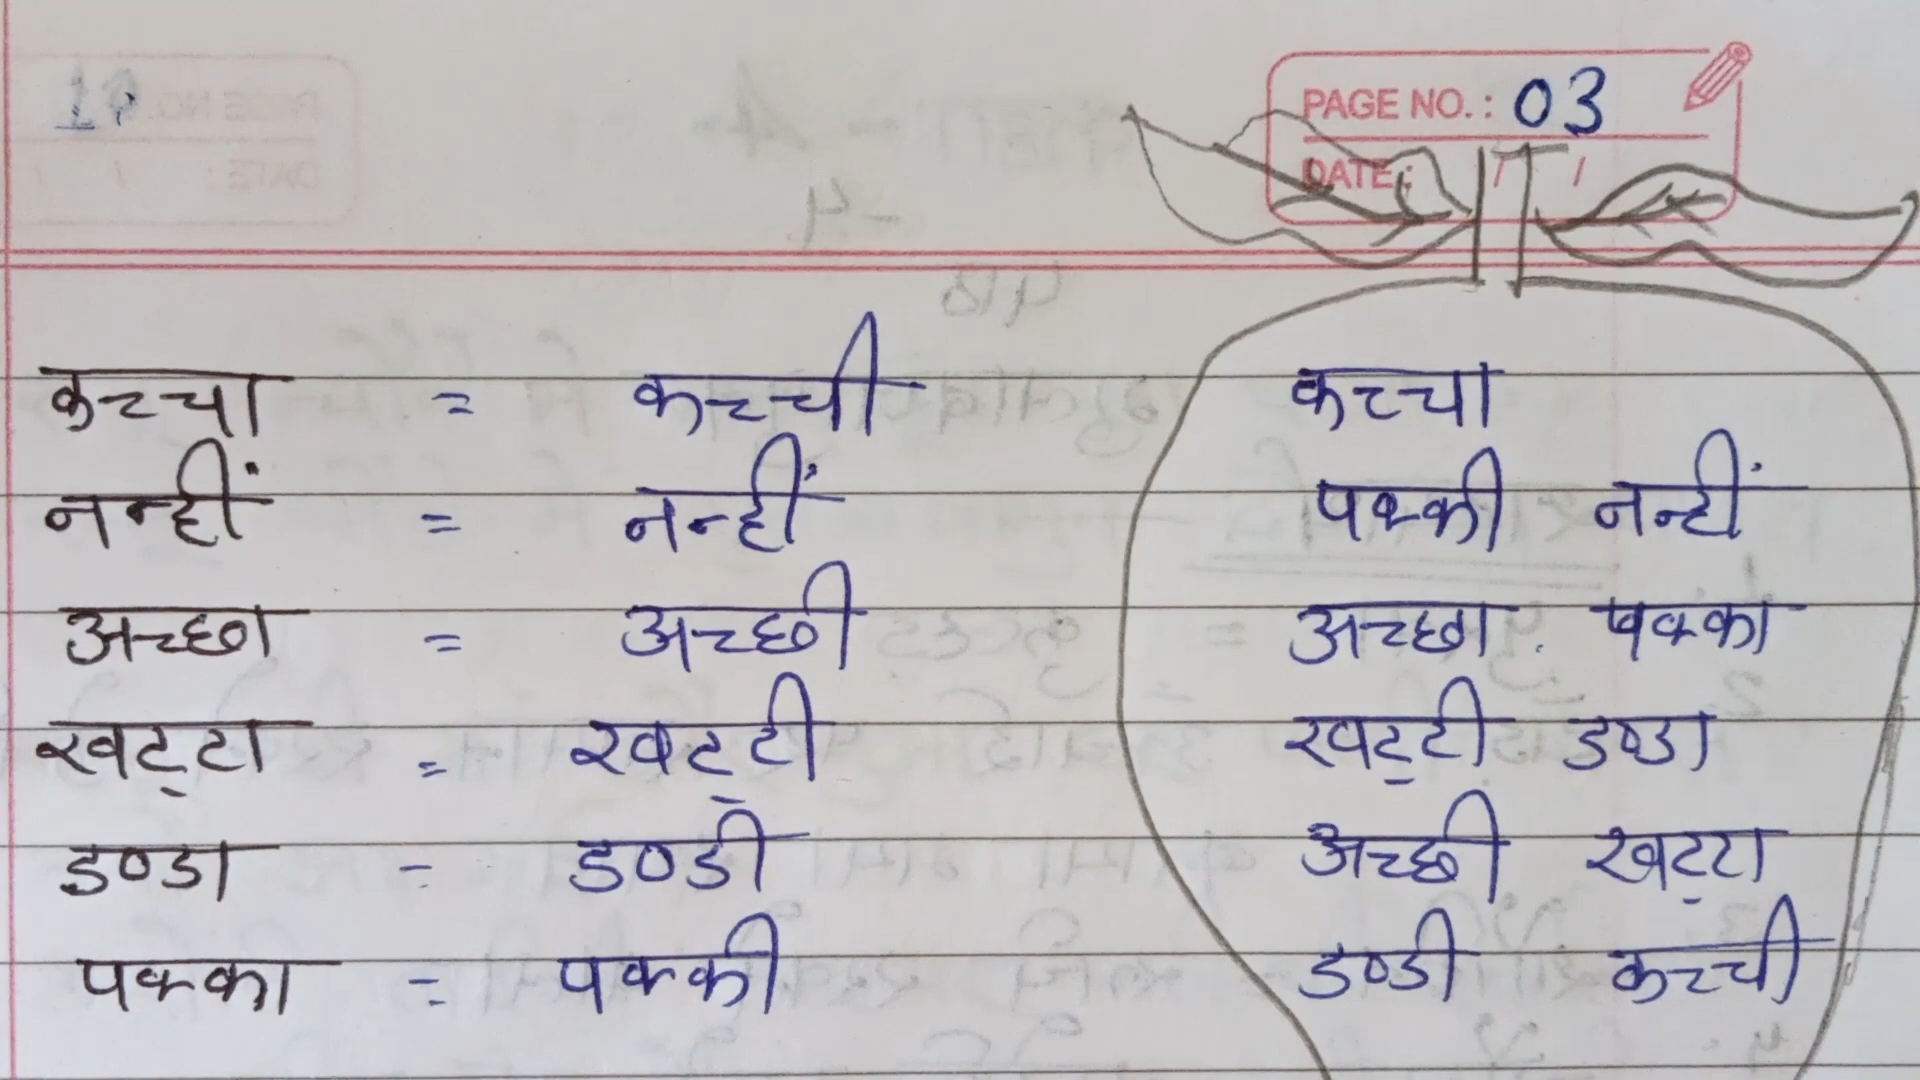 PAGE NO.: 03
DATE: / /
कच्चा = कच्ची कच्चा
नन्हीं = नन्हीं पक्की नन्हीं
अच्छा = अच्छी अच्छा . पक्का
खट्टा = खट्टी खट्टी डण्डा
डण्डा - डण्डी अच्छी खट्टा
पक्का = पक्की डण्डी कच्ची